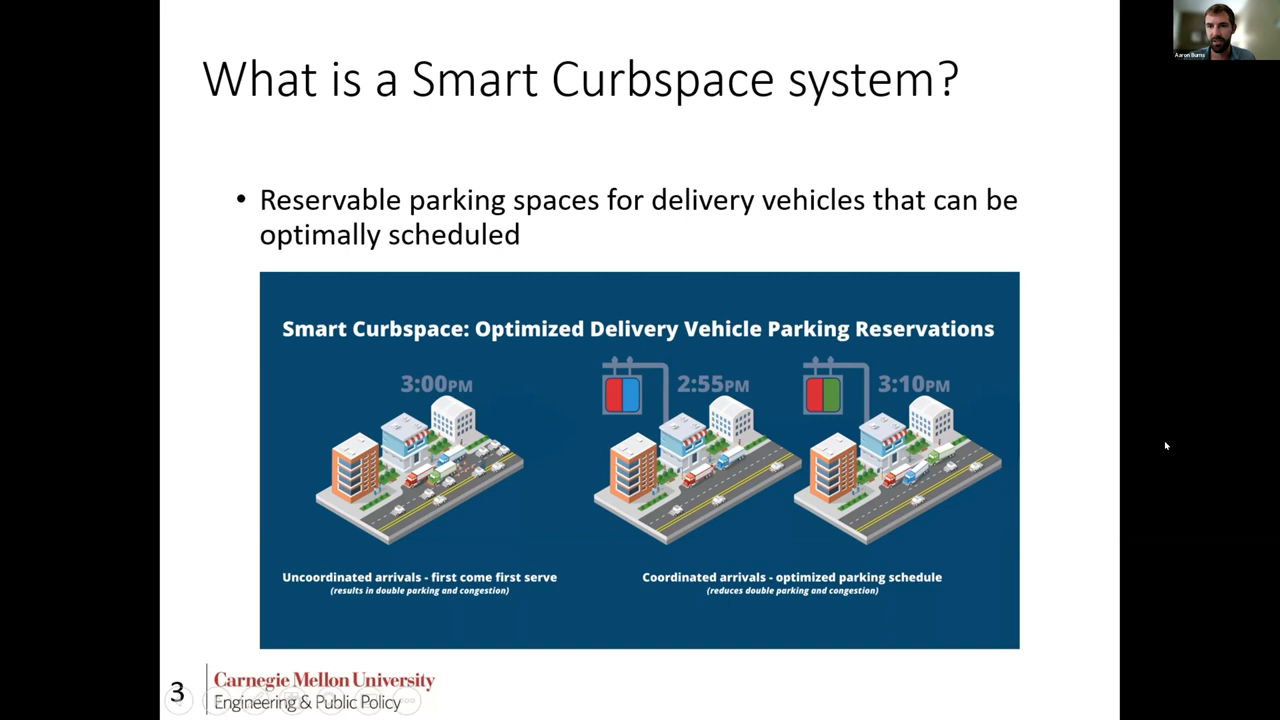 What is a Smart Curbspace system?
Aaron Burns
• Reservable parking spaces for delivery vehicles that can be
optimally scheduled
Smart Curbspace: Optimized Delivery Vehicle Parking Reservations
3:00PM
2:55PM
3:10PM
Uncoordinated arrivals - first come first serve
(results in double parking and congestion)
Coordinated arrivals - optimized parking schedule
(reduces double parking and congestion)
3
Carnegie Mellon University
Engineering & Public Policy